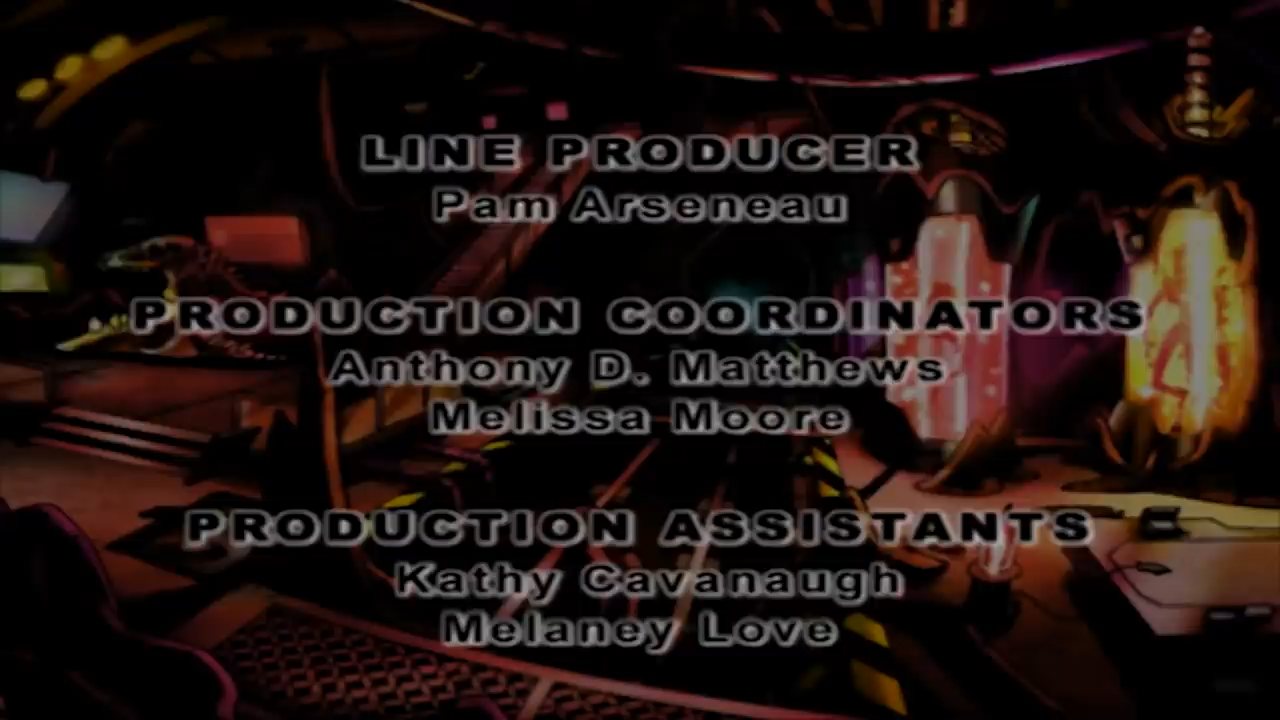 LINE PRODUCER
Pam Arseneau
PRODUCTION COORDINATORS
Anthony D. Matthews
Melissa Moore
PRODUCTION ASSISTANTS
Kathy Cavanaugh
Melaney Love